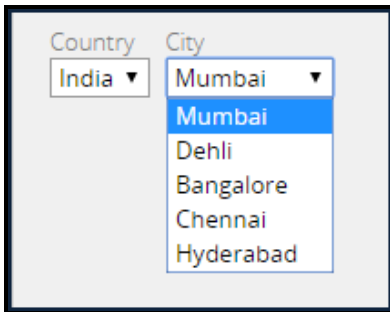 Country City
India Mumbai
Mumbai
Dehli
Bangalore
Chennai
Hyderabad